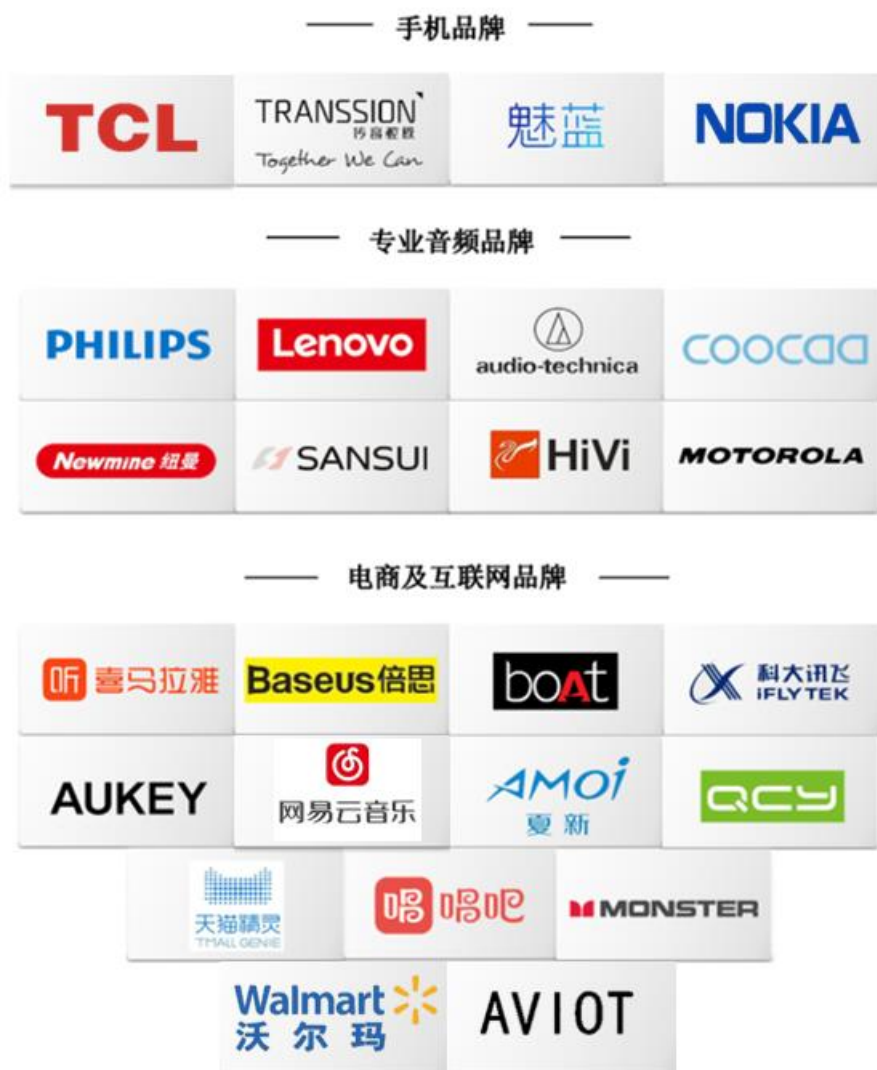 手机品牌
TCL
TRANSSION
传音控股
Together We Can
魅蓝
NOKIA
专业音频品牌
PHILIPS
Lenovo
audio-technica
coocaa
Newmine 纽曼
SANSUI
HiVi
MOTOROLA
电商及互联网品牌
听 喜马拉雅
Baseus倍思
boAt
科大讯飞
iFLYTEK
AUKEY
网易云音乐
AMOi
夏新
QCY
天猫精灵
TMALL GENIE
唱 唱吧
MONSTER
Walmart
沃尔玛
AVIOT